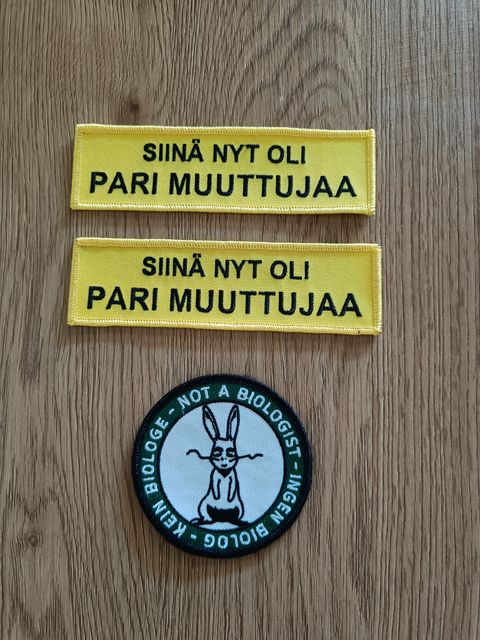 SIINÄ NYT OLI
PARI MUUTTUJAA
SIINÄ NYT OLI
PARI MUUTTUJAA
NOT A BIOLOGIST - INGEN BIOLOG - KEIN BIOLOGE -